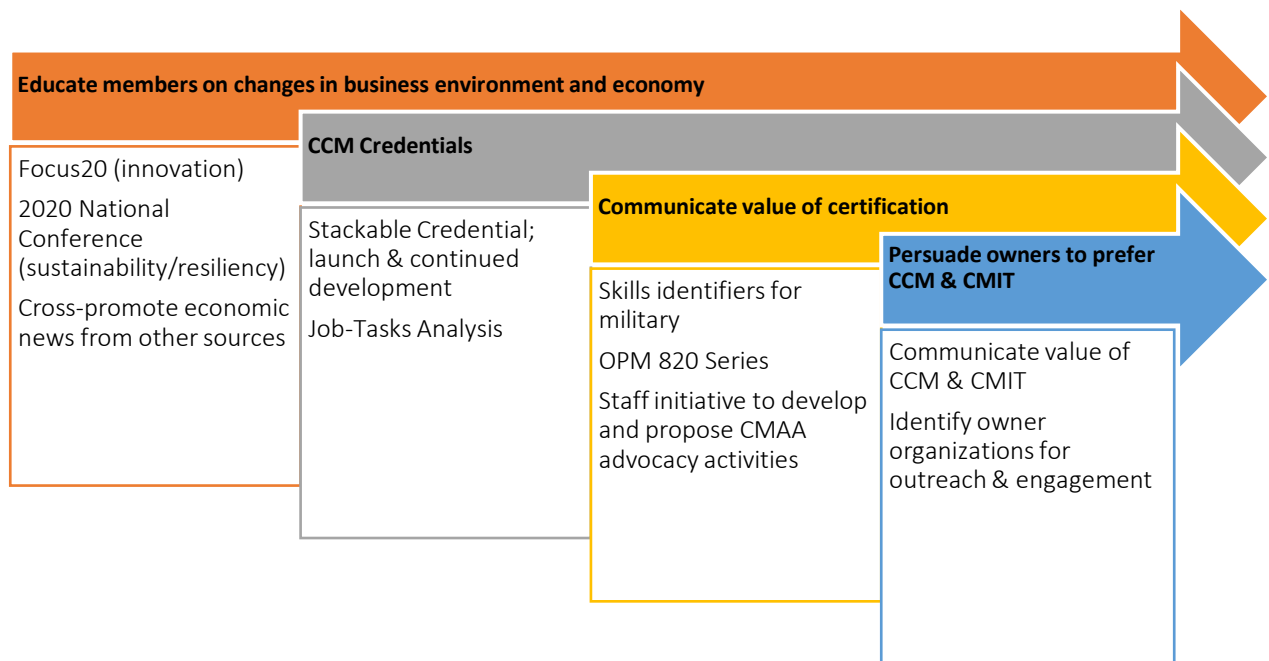 Educate members on changes in business environment and economy
Focus20 (innovation)
2020 National
Conference
(sustainability/resiliency)
Cross-promote economic
news from other sources
CCM Credentials
Stackable Credential;
launch & continued
development
Job-Tasks Analysis
Communicate value of certification
Skills identifiers for
military
OPM 820 Series
Staff initiative to develop
and propose CMAA
advocacy activities
Persuade owners to prefer
CCM & CMIT
Communicate value of
CCM & CMIT
Identify owner
organizations for
outreach & engagement